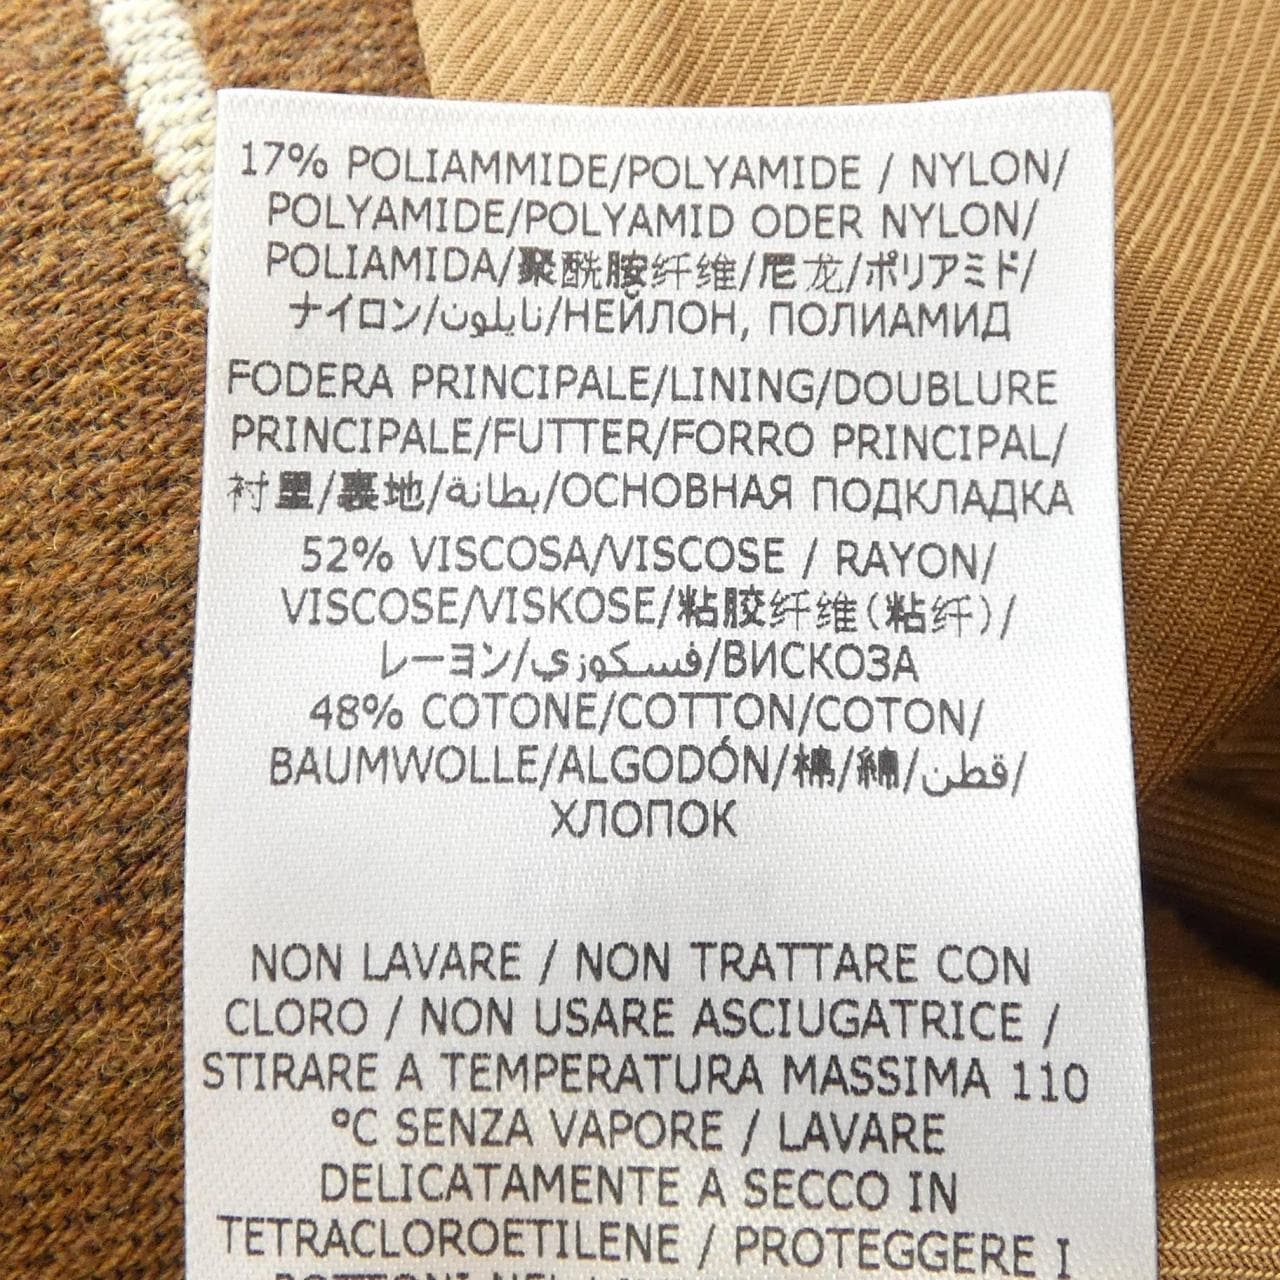 17% POLIAMMIDE/POLYAMIDE / NYLON/
POLYAMIDE/POLYAMID ODER NYLON/
POLIAMIDA/聚酰胺纤维/尼龙/ポリアミド/
ナイロン/نايلون/НЕЙЛОН, ПОЛИАМИД
FODERA PRINCIPALE/LINING/DOUBLURE
PRINCIPALE/FUTTER/FORRO PRINCIPAL/
衬里/裏地/بطانة/ОСНОВНАЯ ПОДКЛАДКА
52% VISCOSA/VISCOSE / RAYON/
VISCOSE/VISKOSE/粘胶纤维(粘纤)/
レーヨン/فسكوزي/ВИСКОЗА
48% COTONE/COTTON/COTON/
BAUMWOLLE/ALGODÓN/棉/綿/قطن/
ХЛОПОК
NON LAVARE / NON TRATTARE CON
CLORO / NON USARE ASCIUGATRICE /
STIRARE A TEMPERATURA MASSIMA 110
°C SENZA VAPORE / LAVARE
DELICATAMENTE A SECCO IN
TETRACLOROETILENE / PROTEGGERE I